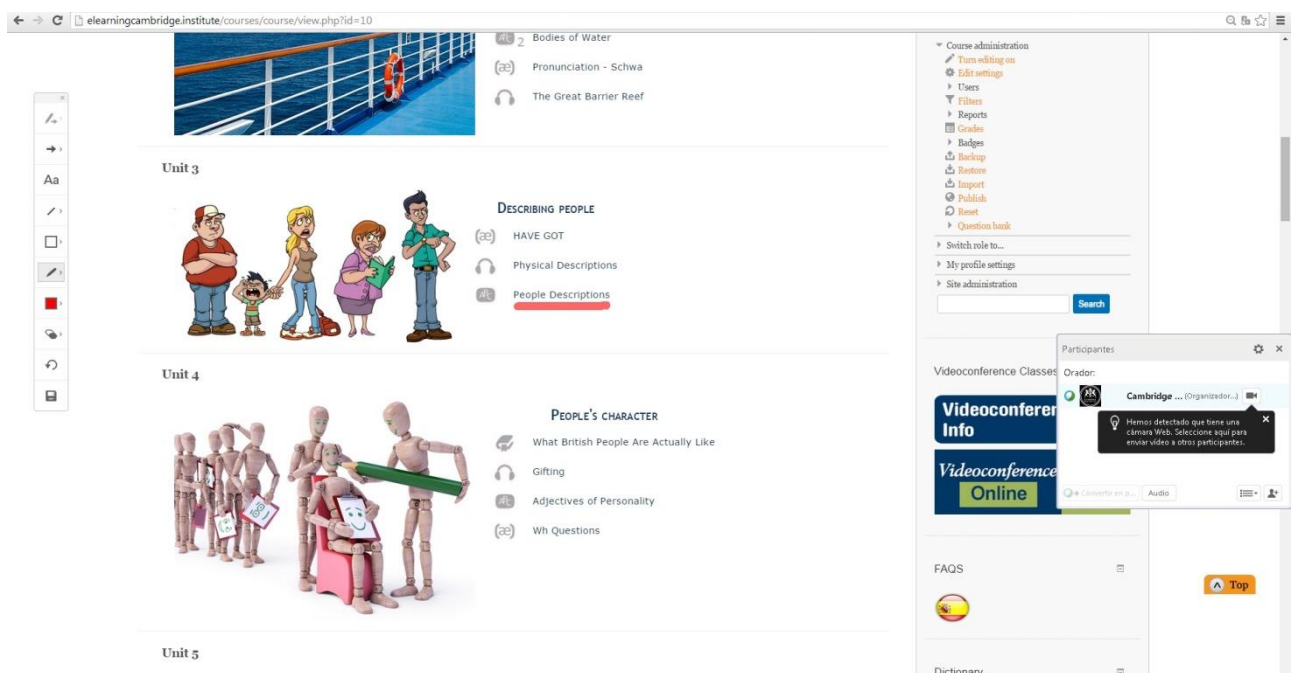 elearningcambridge.institute/courses/course/view.php?id=10
2 Bodies of Water
(æ) Pronunciation - Schwa
The Great Barrier Reef
Unit 3
DESCRIBING PEOPLE
(æ) HAVE GOT
Physical Descriptions
People Descriptions
Unit 4
PEOPLE'S CHARACTER
What British People Are Actually Like
Gifting
Adjectives of Personality
(æ) Wh Questions
Unit 5
Aa
Course administration
Turn editing on
Edit settings
Users
Filters
Reports
Grades
Badges
Backup
Restore
Import
Publish
Reset
Question bank
Switch role to...
My profile settings
Site administration
Search
Videoconference Classes
Videoconferen
Info
Videoconference
Online
FAQS
Dictionary
Participantes
Orador:
Cambridge ... (Organizador...)
Hemos detectado que tiene una
cámara Web. Seleccione aquí para
enviar vídeo a otros participantes.
Convertir en p... Audio
Top